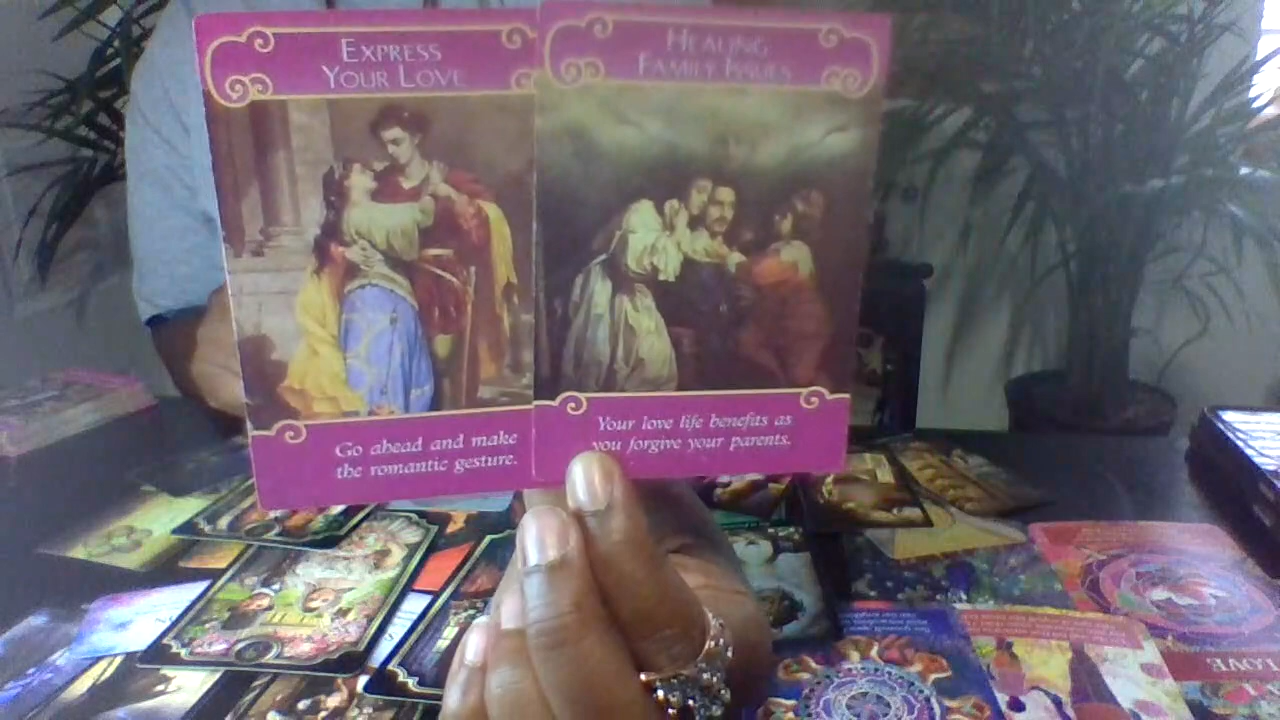 EXPRESS
YOUR LOVE
Go ahead and make
the romantic gesture.
HEALING
FAMILY ISSUES
Your love life benefits as
you forgive your parents.
LOVE